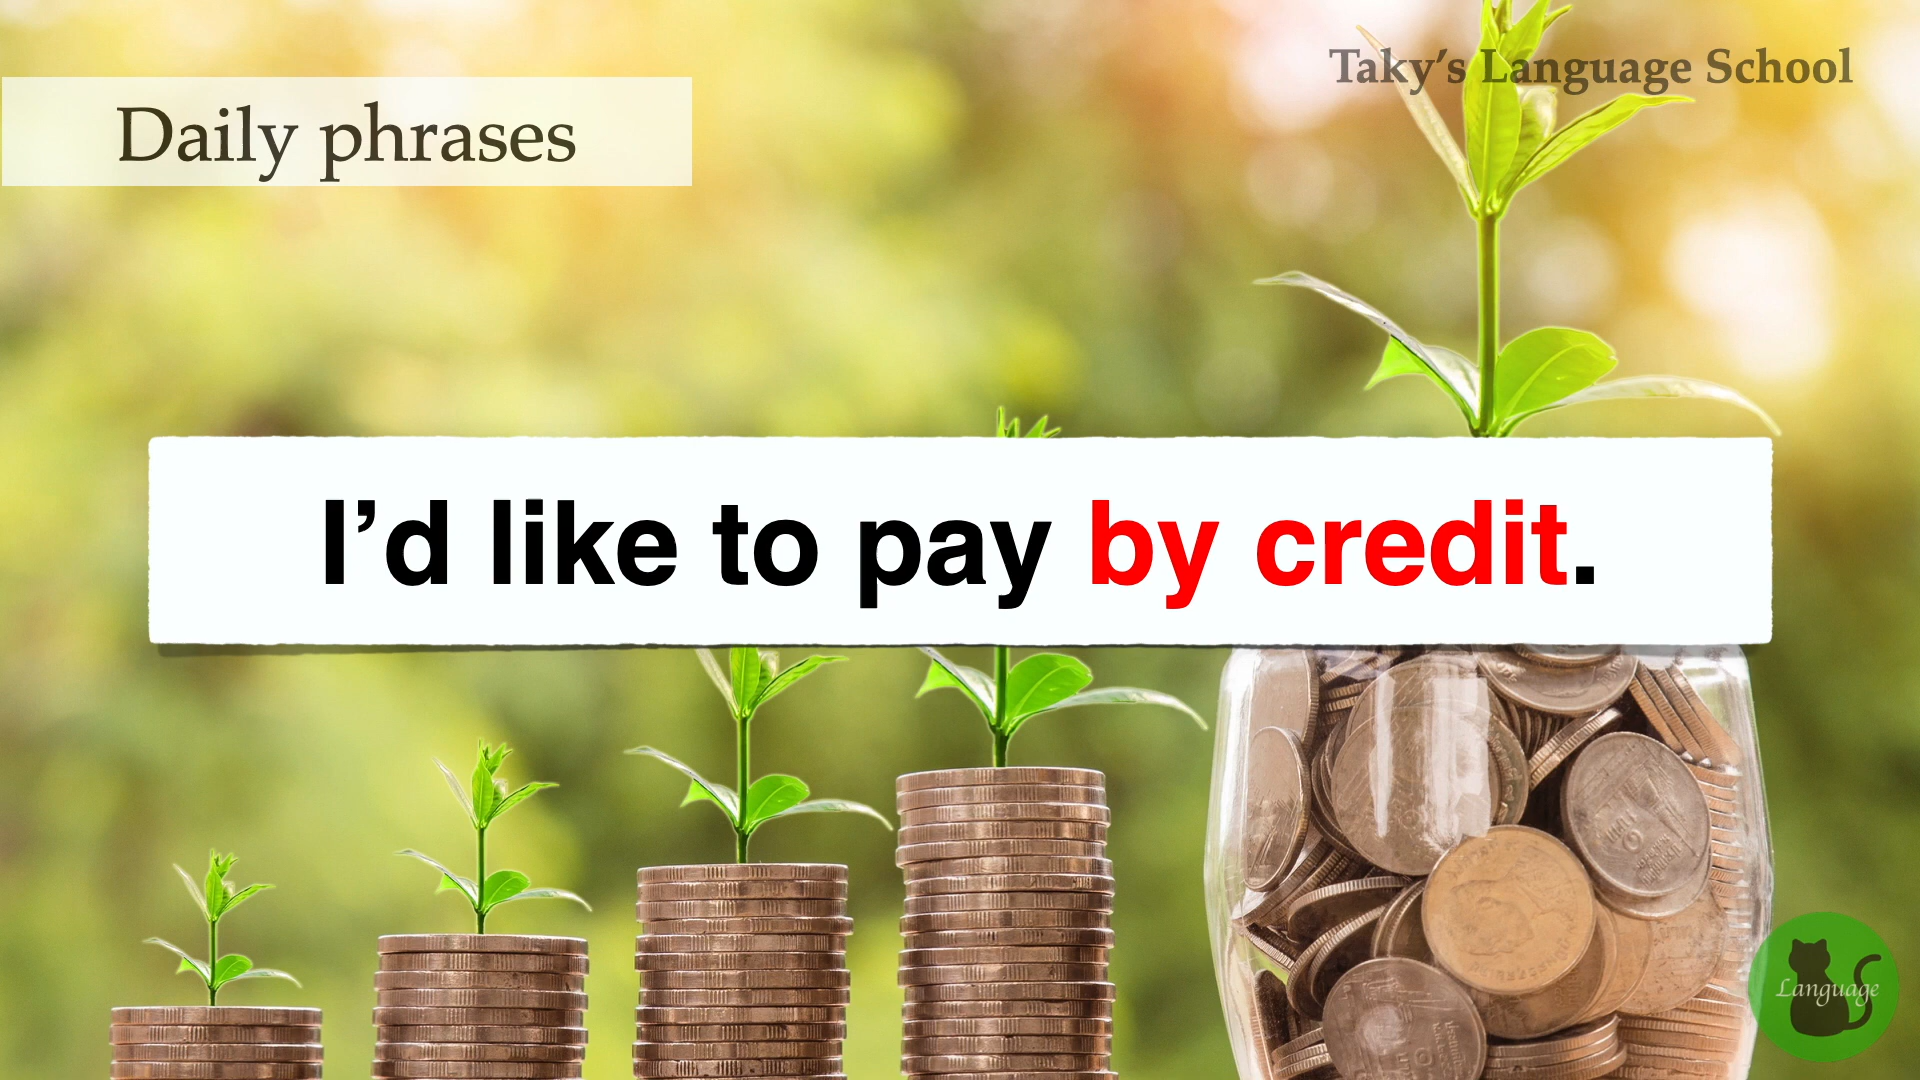 Taky’s Language School
Daily phrases
I’d like to pay by credit.
Language